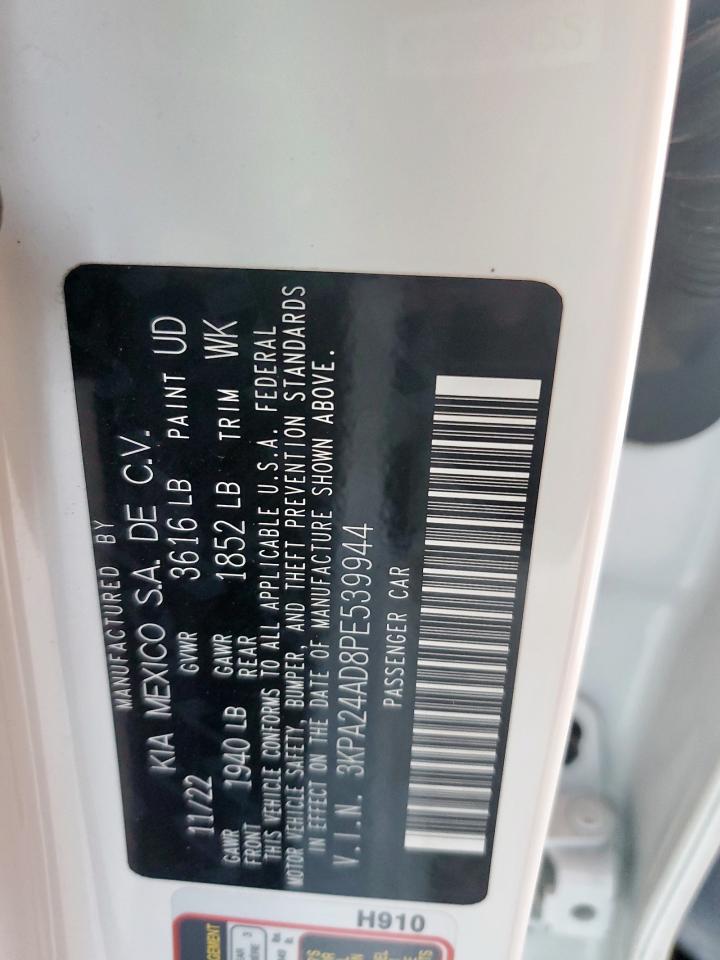 MANUFACTURED BY
KIA MEXICO S.A. DE C.V.
11/22 GVWR 3616 LB PAINT UD
GAWR FRONT 1940 LB GAWR REAR 1852 LB TRIM WK
THIS VEHICLE CONFORMS TO ALL APPLICABLE U.S.A. FEDERAL
MOTOR VEHICLE SAFETY, BUMPER, AND THEFT PREVENTION STANDARDS
IN EFFECT ON THE DATE OF MANUFACTURE SHOWN ABOVE.
V.I.N. 3KPA24AD8PE539944
PASSENGER CAR
H910